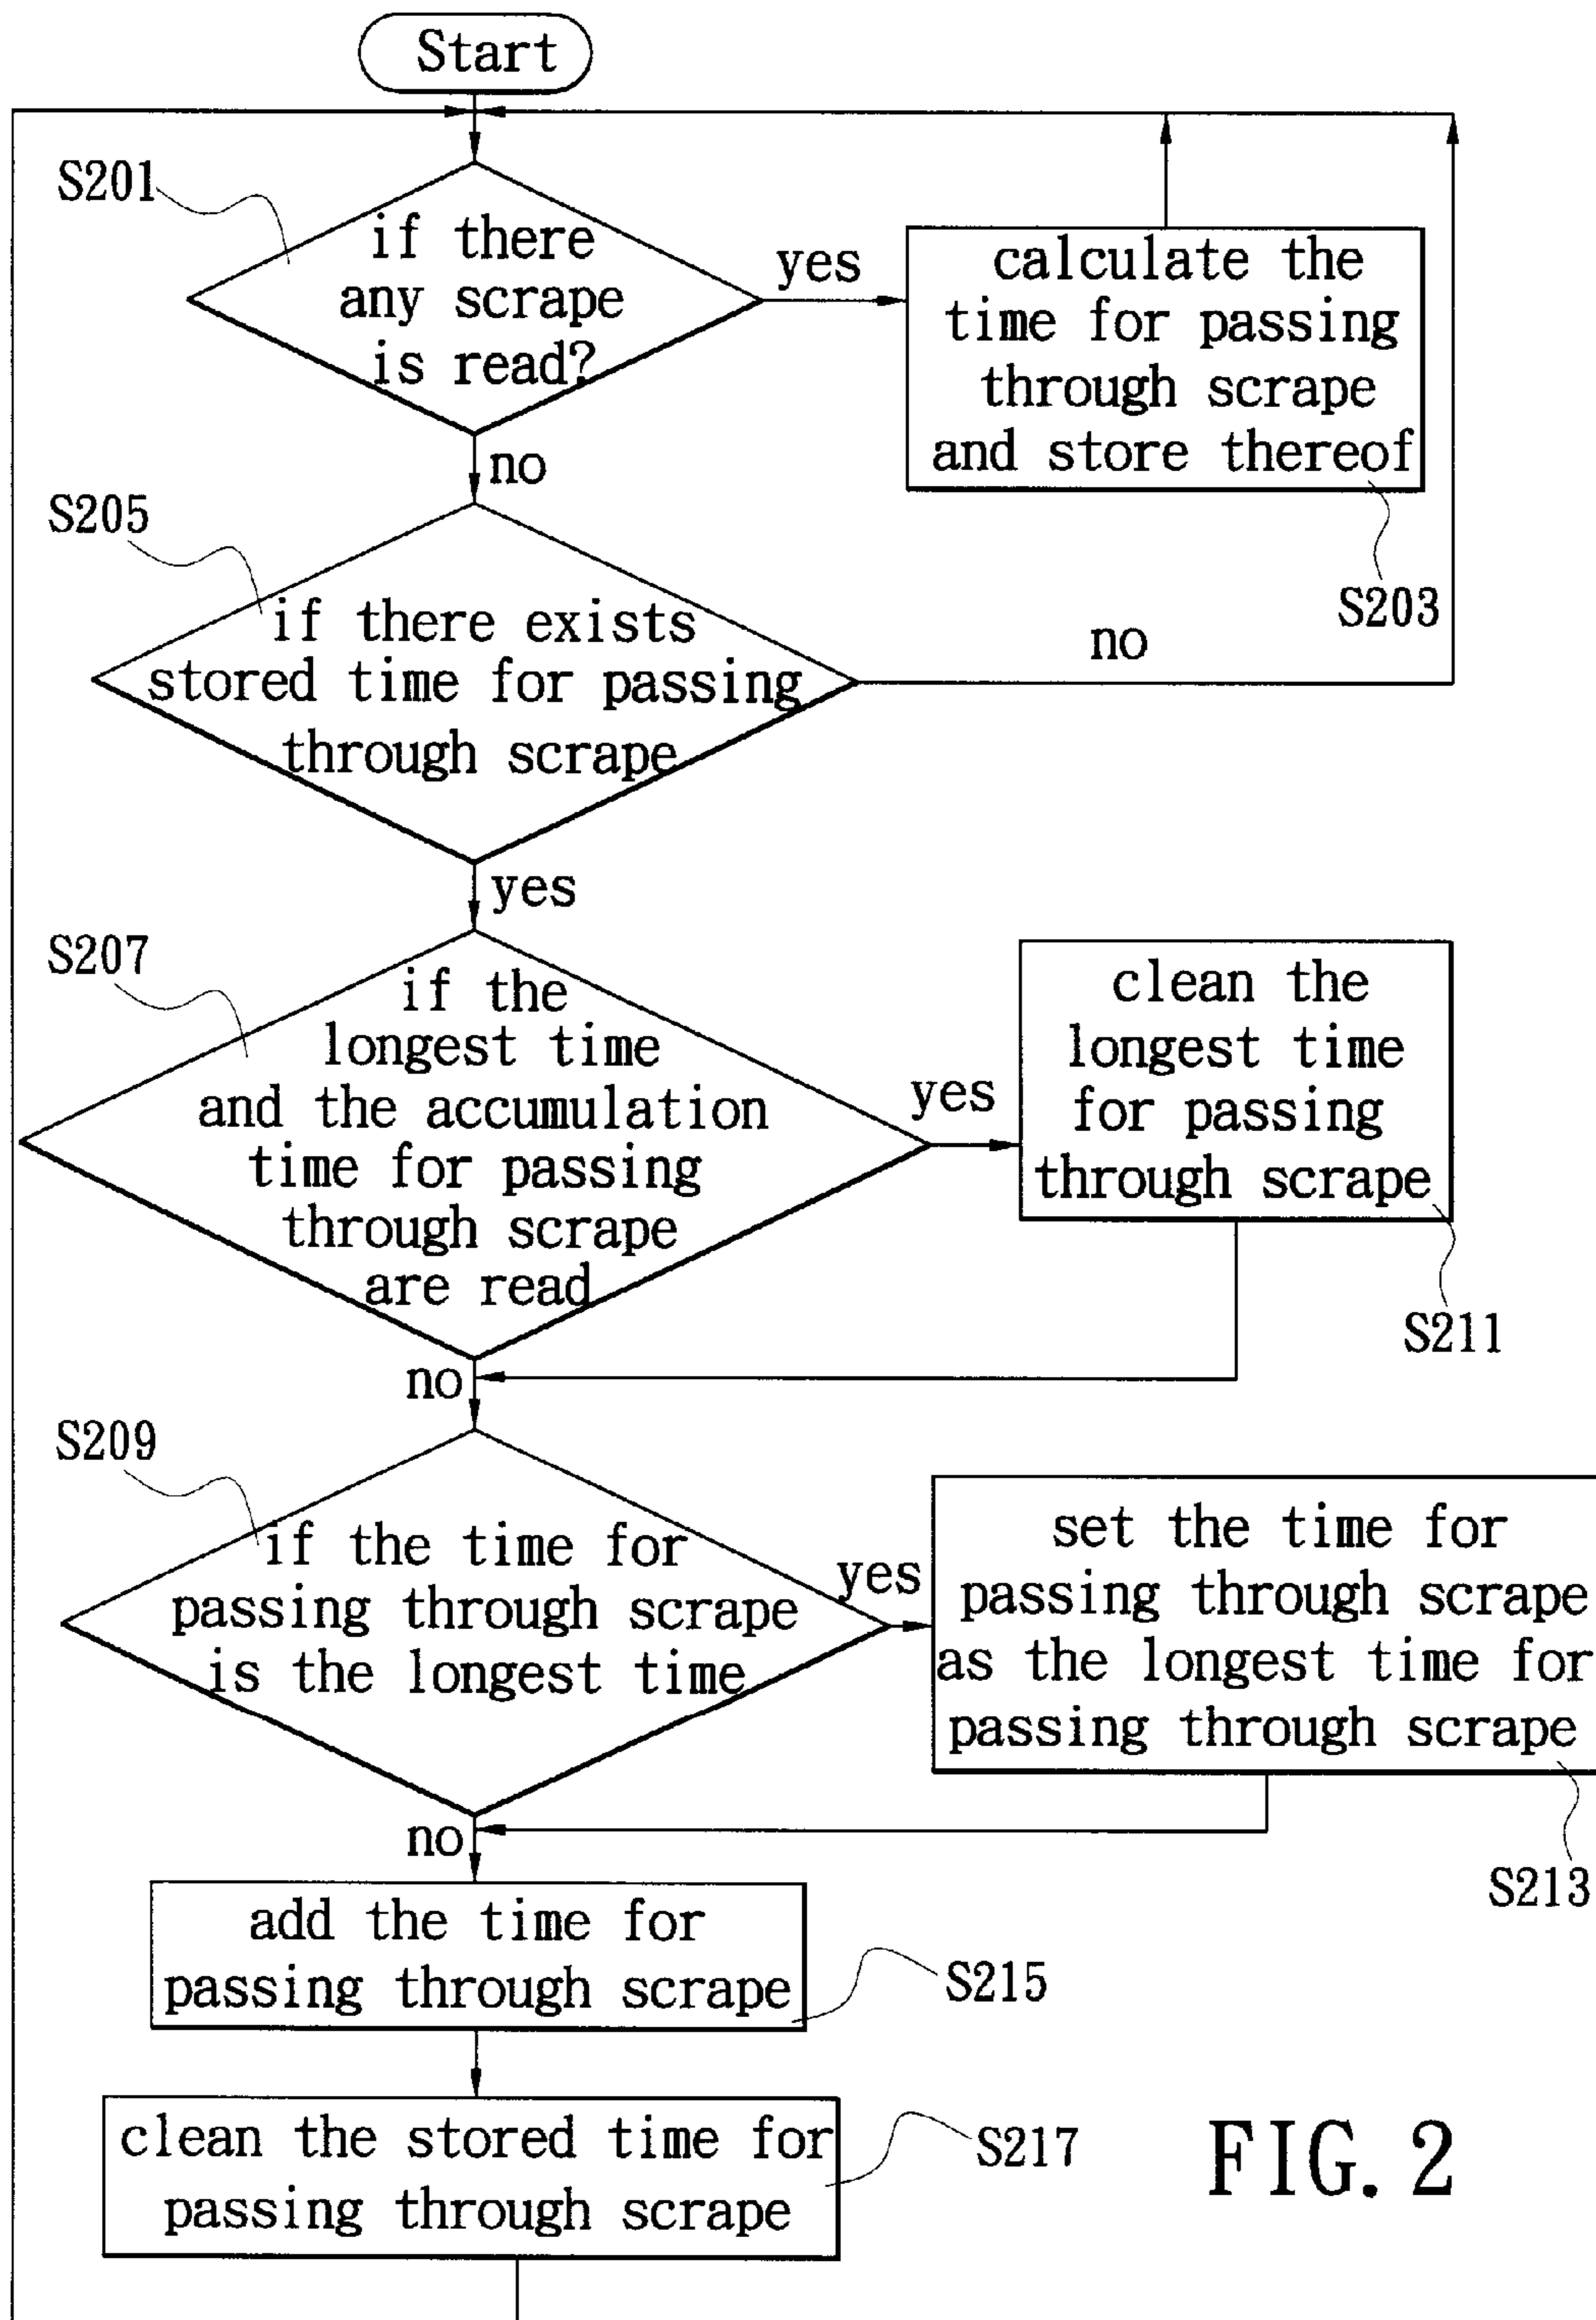 Start
S201
if there
any scrape
is read?
yes
calculate the
time for passing
through scrape
and store thereof
S203
no
S205
if there exists
stored time for passing
through scrape
no
yes
S207
if the
longest time
and the accumulation
time for passing
through scrape
are read
yes
clean the
longest time
for passing
through scrape
S211
no
S209
if the time for
passing through scrape
is the longest time
yes
set the time for
passing through scrape
as the longest time for
passing through scrape
S213
no
add the time for
passing through scrape
S215
clean the stored time for
passing through scrape
S217
FIG. 2